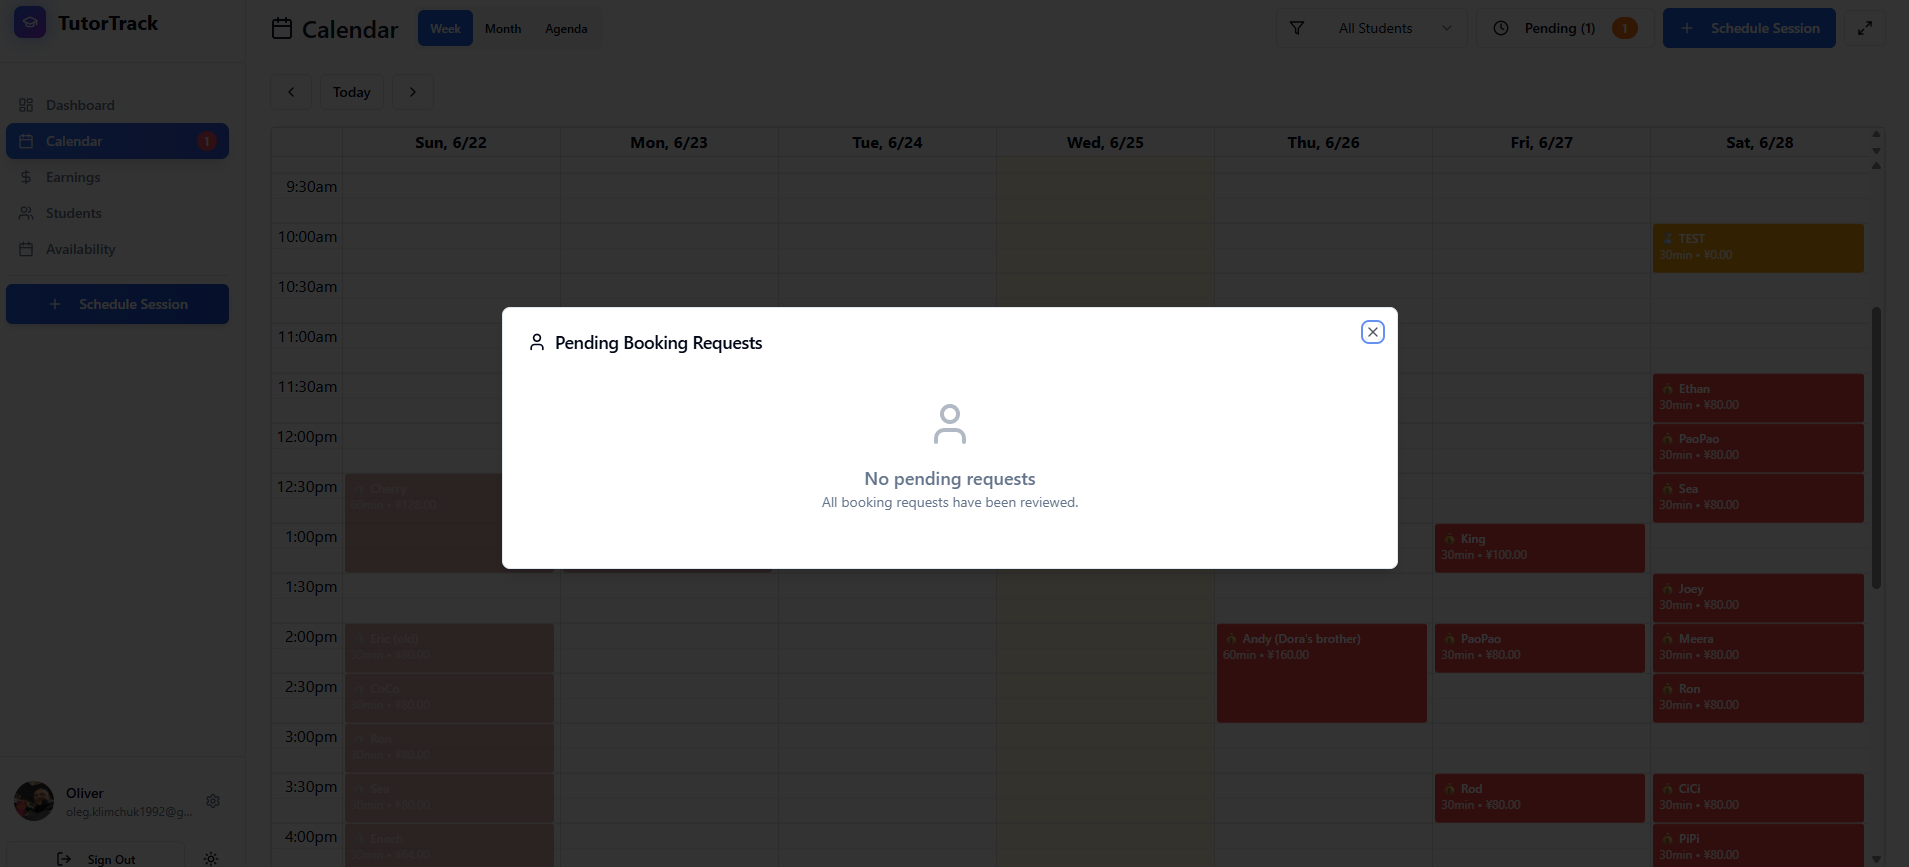 TutorTrack
Dashboard
Calendar 1
Earnings
Students
Availability
+ Schedule Session
Oliver
oleg.klimchuk1992@g...
Sign Out
Calendar
Week Month Agenda
All Students
Pending (1) 1
+ Schedule Session
Today
Sun, 6/22 Mon, 6/23 Tue, 6/24 Wed, 6/25 Thu, 6/26 Fri, 6/27 Sat, 6/28
9:30am
10:00am
TEST
30min • ¥0.00
10:30am
11:00am
11:30am
Ethan
30min • ¥80.00
12:00pm
PaoPao
30min • ¥80.00
12:30pm
Cherry
Sea
30min • ¥80.00
1:00pm
King
30min • ¥100.00
1:30pm
Joey
30min • ¥80.00
2:00pm
Andy (Dora's brother)
60min • ¥160.00
PaoPao
30min • ¥80.00
Meera
30min • ¥80.00
2:30pm
CiCi
Ron
30min • ¥80.00
3:00pm
Ron
3:30pm
Sea
Rod
30min • ¥80.00
CiCi
30min • ¥80.00
4:00pm
PiPi
30min • ¥80.00
Pending Booking Requests
No pending requests
All booking requests have been reviewed.